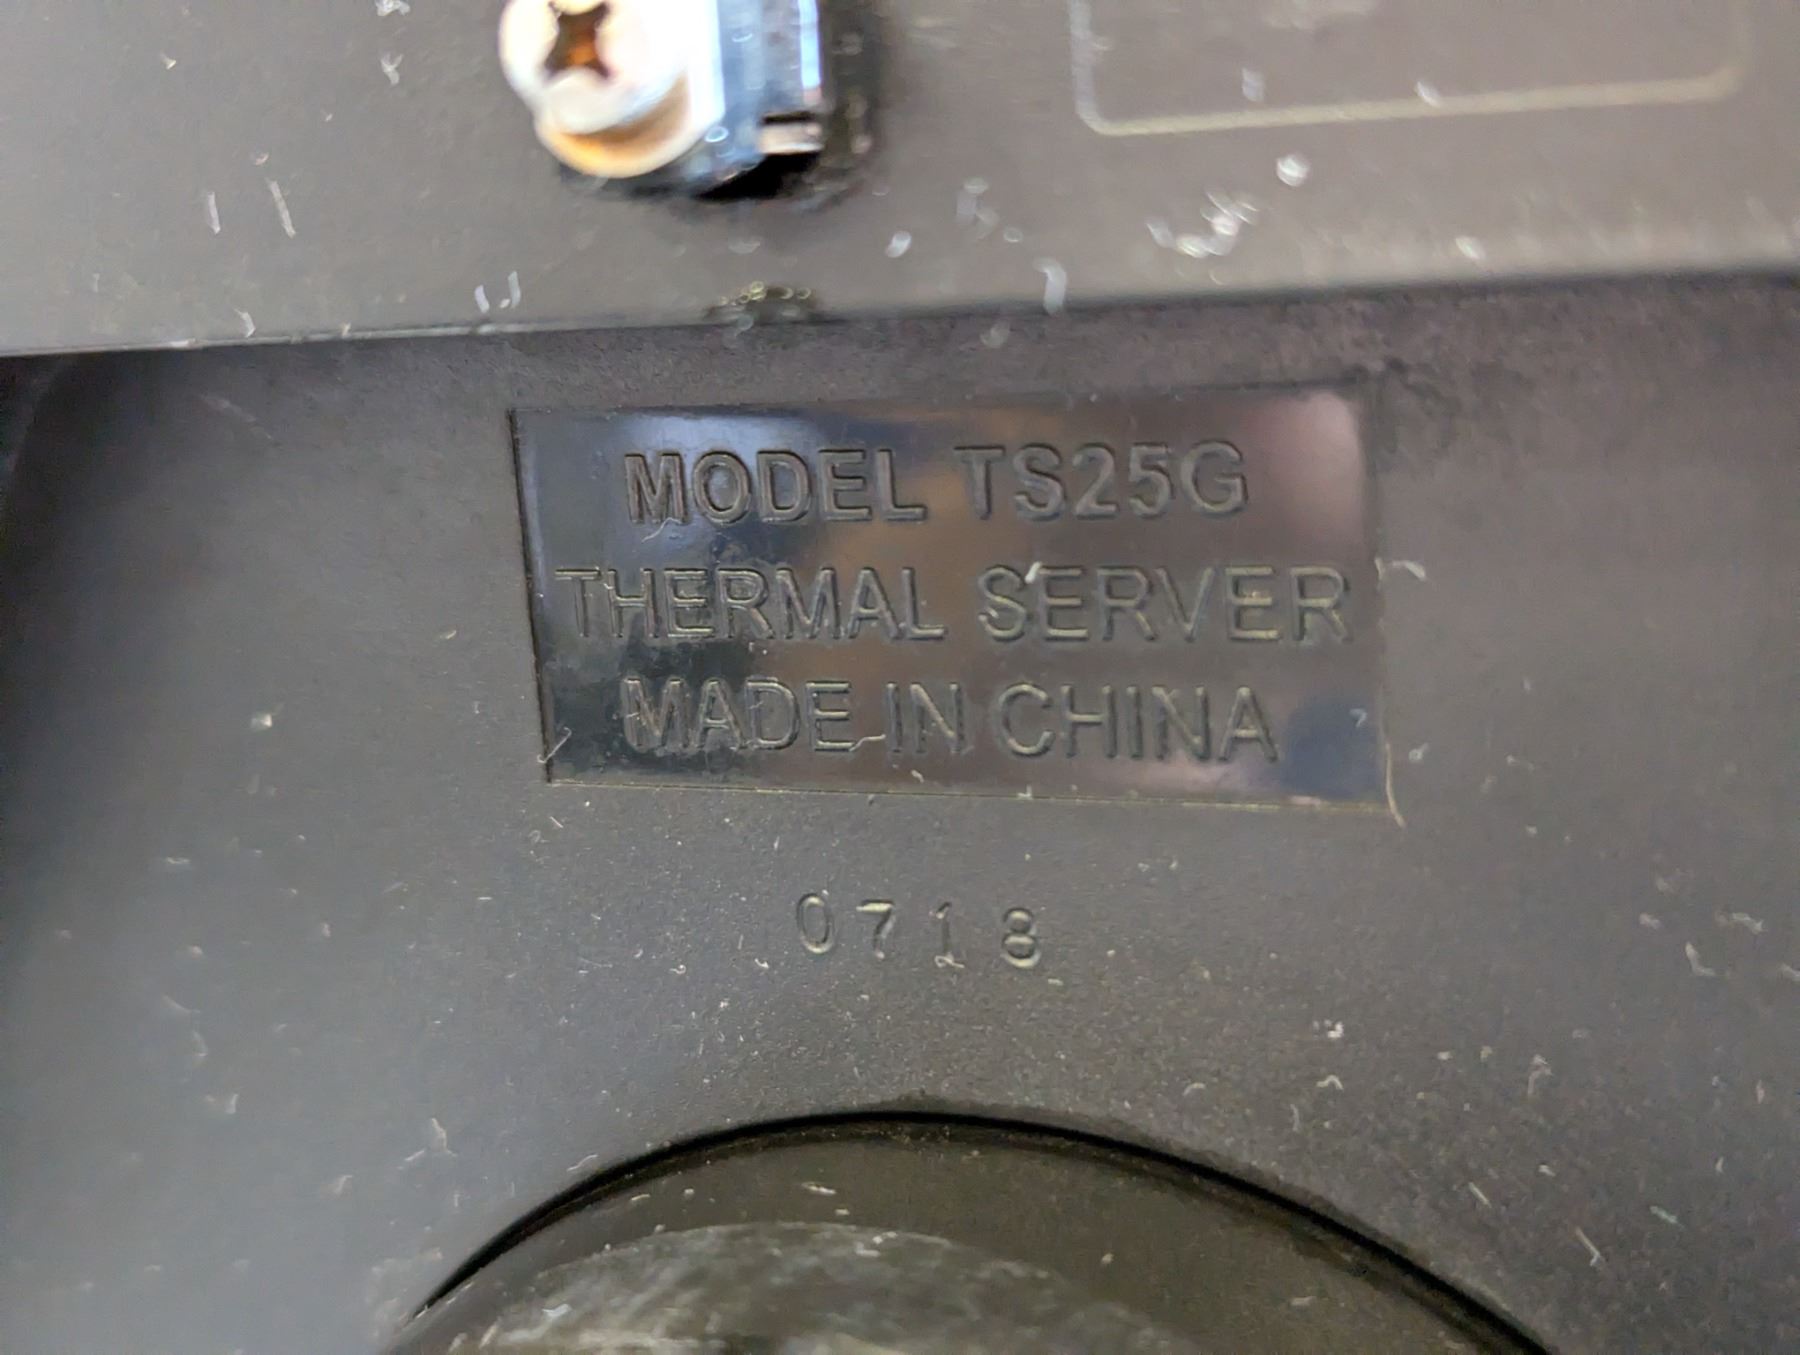 MODEL TS25G
THERMAL SERVER
MADE IN CHINA
0718